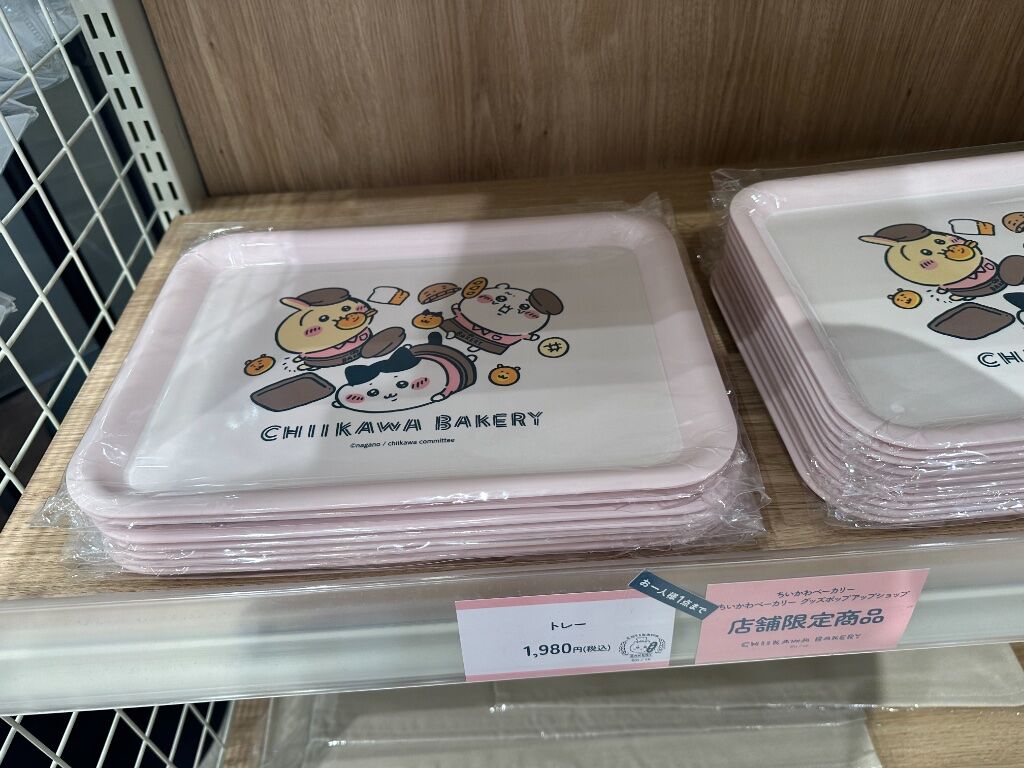 CHIIKAWA BAKERY
©nagano / chiikawa committee
CHI
お一人様1点まで
トレー
1,980円(税込)
ちいかわベーカリー
ちいかわベーカリー グッズポップアップショップ
店舗限定商品
CHIIKAWA BAKERY